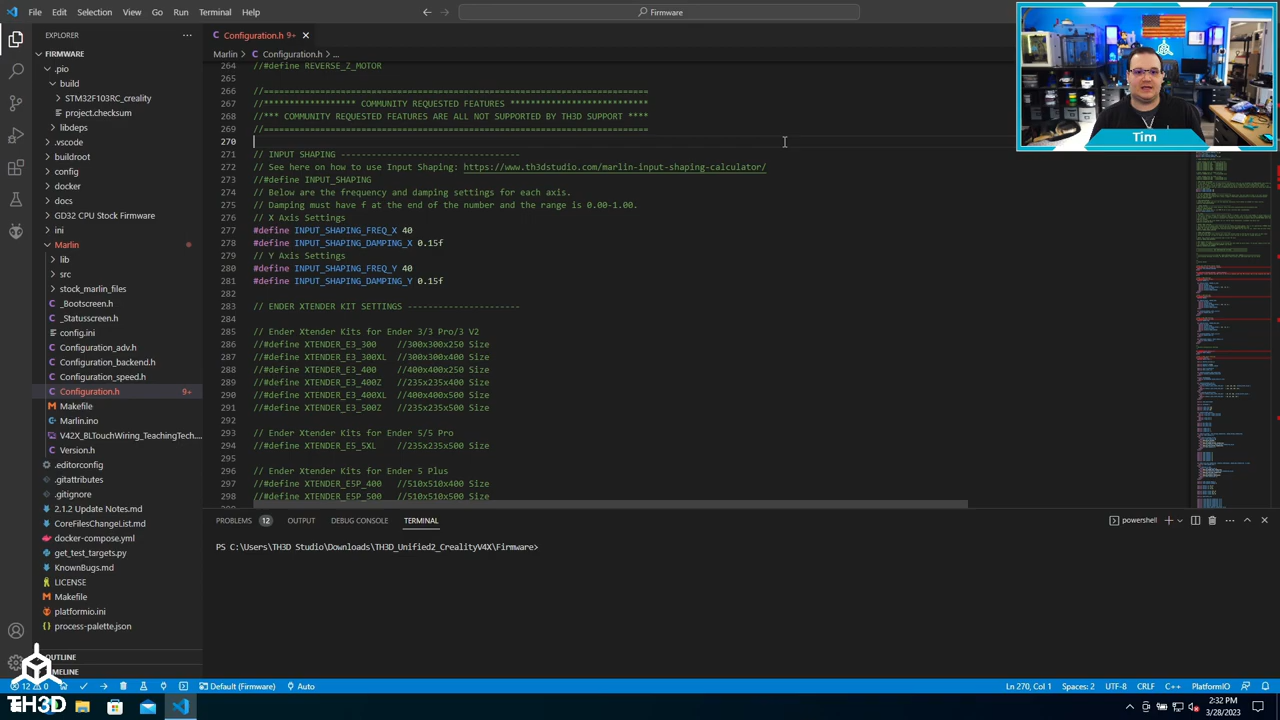 File Edit Selection View Go Run Terminal Help
Firmware
EXPLORER
Configuration.h 9+
FIRMWARE
Marlin > Configuration.h >
.pio
build
STM32F103RC_creality
project.checksum
libdeps
.vscode
buildroot
config
docker
docs
GD32 CPU Stock Firmware
ini
Marlin
lib
src
stock_marlin_files
_Bootscreen.h
_Statusscreen.h
config.ini
Configuration_adv.h
Configuration_backend.h
Configuration_speed.h
Configuration.h 9+
Makefile
Marlin.ino
V42X_BLTouchWiring_TeachingTech....
Version.h
.editorconfig
.gitattributes
.gitignore
2.1.2 Update Notes.md
CoreFilesChangeList.md
docker-compose.yml
get_test_targets.py
KnownBugs.md
LICENSE
Makefile
platformio.ini
process-palette.json
OUTLINE
TIMELINE
264 //#define REVERSE_Z_MOTOR
265
266 //===========================================================================
267 //************************* COMMUNITY REQUESTED FEATURES **************************
268 //*** COMMUNITY REQUESTED FEATURES ARE ALL NOT SUPPORTED BY TH3D SUPPORT ****
269 //===========================================================================
270
271 // INPUT SHAPING -----------------------------
272 // See here on how to use Input Shaping: https://www.th3dstudio.com/marlin-input-shaping-calculator/
273 //#define INPUT_SHAPING
274 // Below are the frequency and damping settings for each axis.
275 // Damping must have f at the end of the number and the range is 0.00-1.00.
276 // X Axis Settings
277 #define INPUT_SHAPING_FREQ_X 40
278 #define INPUT_SHAPING_DAMPING_X 0.15f
279 // Y Axis Settings
280 #define INPUT_SHAPING_FREQ_Y 40
281 #define INPUT_SHAPING_DAMPING_Y 0.15f
282
283 // ENDER XTENDER KIT SETTINGS ----------------
284
285 // Ender Xtender Kits for Ender 3/3 Pro/3 V2
286 //#define XTENDER_E3_300 //300x300x250 Size
287 //#define XTENDER_E3_300XL //300x300x400 Size
288 //#define XTENDER_E3_400 //400x400x250 Size
289 //#define XTENDER_E3_4002 //235x235x400 Size
290 //#define XTENDER_E3_400XL //400x400x500 Size
291 //#define XTENDER_E3_5002 //235x235x500 Size
292
293 // Ender Xtender Kits for Ender 5/5 Pro
294 //#define XTENDER_E5_5XL //235x235x500 Size
295
296 // Ender Xtender Kits for Ender 5 Plus
297 //#define XTENDER_E5P_400 //510x510x400 Size
298 //#define XTENDER_E5P_500 //510x510x500 Size
Tim
PROBLEMS 12 OUTPUT DEBUG CONSOLE TERMINAL
powershell
PS C:\Users\TH3D Studio\Downloads\TH3D_Unified2_CrealityV4X\Firmware>
12 0
Default (Firmware)
Auto
Ln 270, Col 1 Spaces: 2 UTF-8 CRLF C++ PlatformIO
TH3D
2:32 PM
3/28/2023